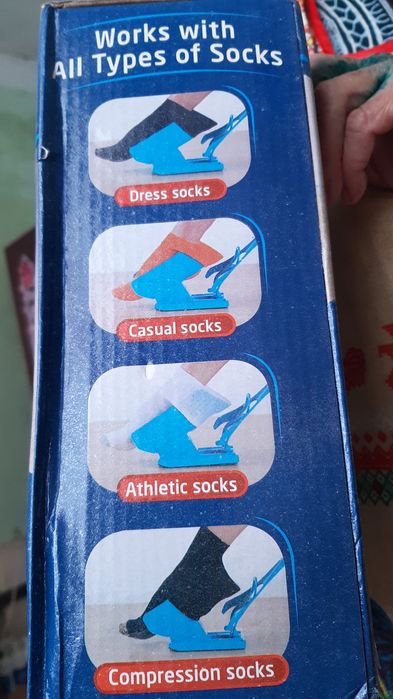 Works with
All Types of Socks
Dress socks
Casual socks
Athletic socks
Compression socks